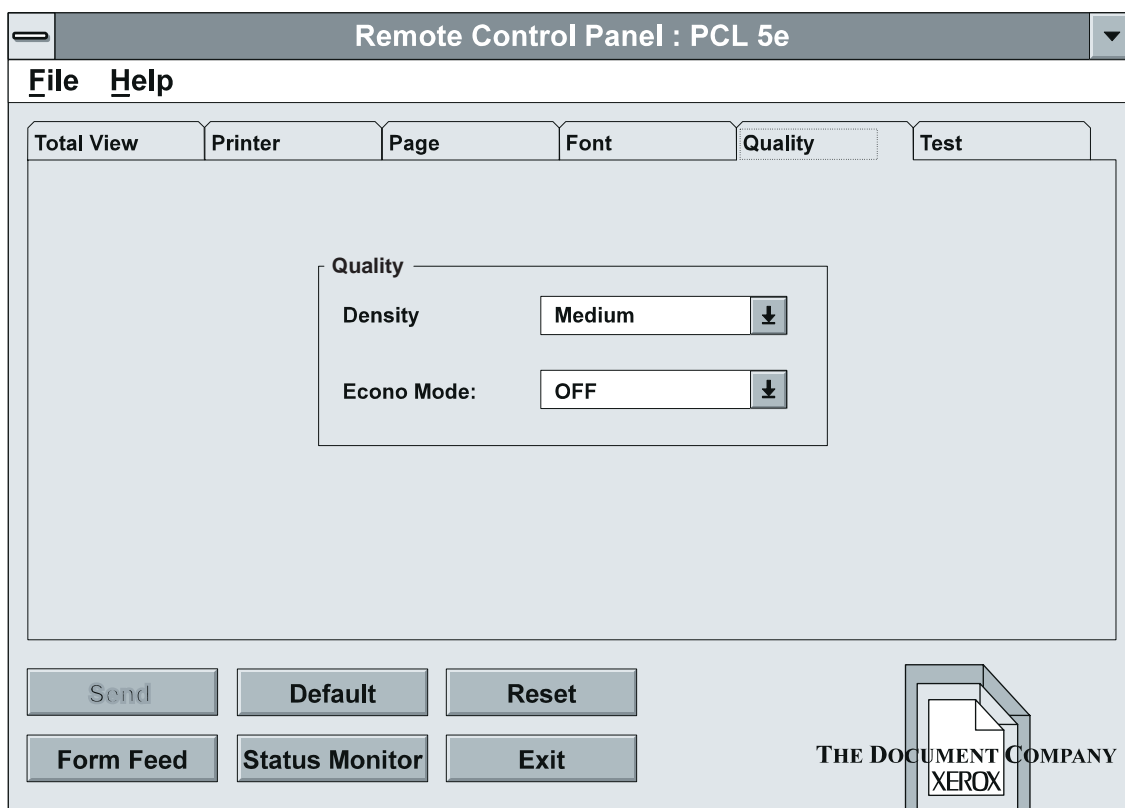 Remote Control Panel : PCL 5e
File Help
Total View Printer Page Font Quality Test
Quality
Density Medium
Econo Mode: OFF
Send Default Reset
Form Feed Status Monitor Exit
THE DOCUMENT COMPANY
XEROX